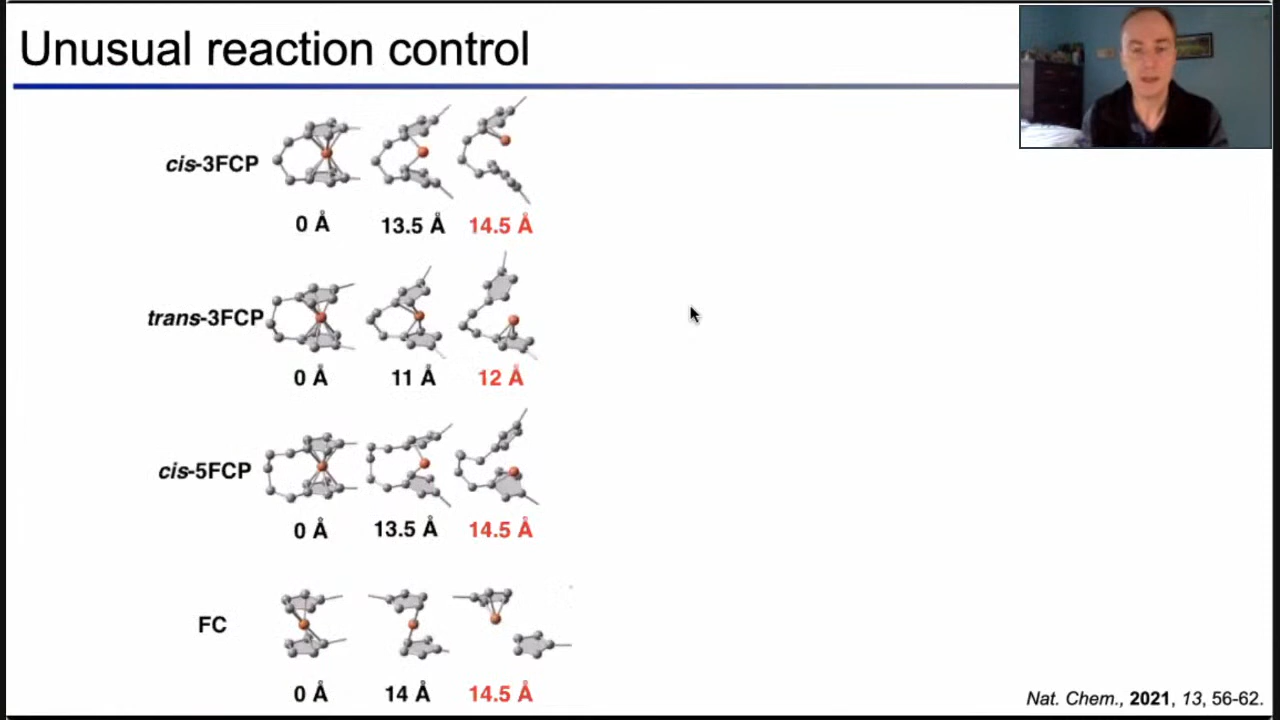 Unusual reaction control
cis-3FCP
0 Å
13.5 Å
14.5 Å
trans-3FCP
0 Å
11 Å
12 Å
cis-5FCP
0 Å
13.5 Å
14.5 Å
FC
0 Å
14 Å
14.5 Å
Nat. Chem., 2021, 13, 56-62.